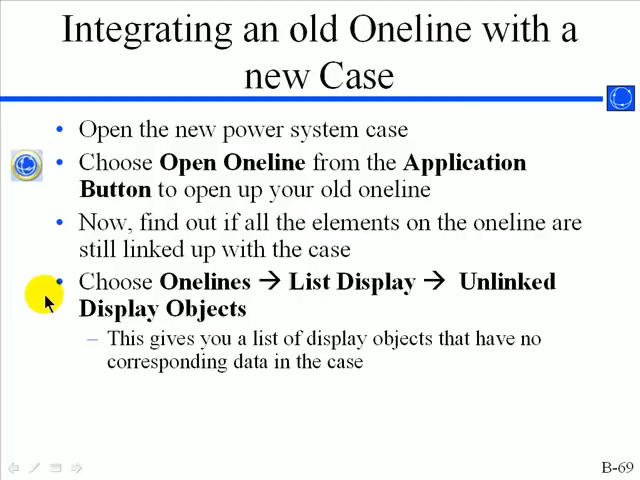 Integrating an old Oneline with a
new Case
• Open the new power system case
• Choose Open Oneline from the Application
Button to open up your old oneline
• Now, find out if all the elements on the oneline are
still linked up with the case
• Choose Onelines → List Display → Unlinked
Display Objects
– This gives you a list of display objects that have no
corresponding data in the case
B-69